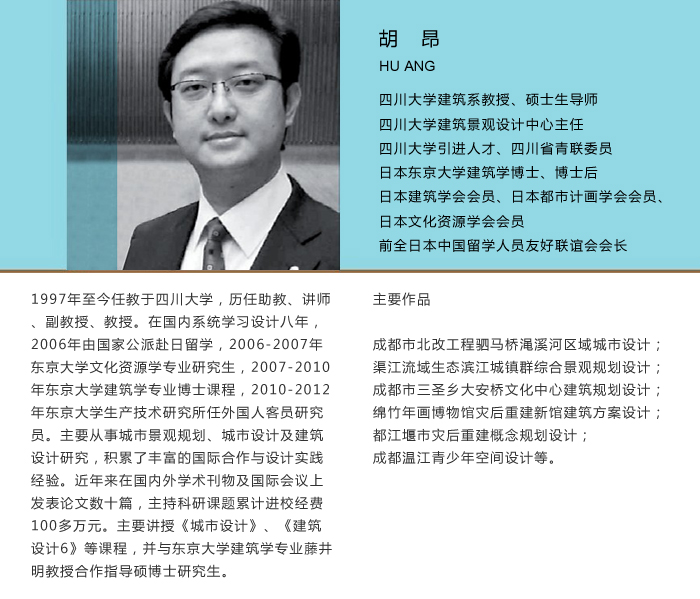 胡 昂
HU ANG
四川大学建筑系教授、硕士生导师
四川大学建筑景观设计中心主任
四川大学引进人才、四川省青联委员
日本东京大学建筑学博士、博士后
日本建筑学会会员、日本都市计画学会会员、
日本文化资源学会会员
前全日本中国留学人员友好联谊会会长
1997年至今任教于四川大学，历任助教、讲师
、副教授、教授。在国内系统学习设计八年，
2006年由国家公派赴日留学，2006-2007年
东京大学文化资源学专业研究生，2007-2010
年东京大学建筑学专业博士课程，2010-2012
年东京大学生产技术研究所任外国人客员研究
员。主要从事城市景观规划、城市设计及建筑
设计研究，积累了丰富的国际合作与设计实践
经验。近年来在国内外学术刊物及国际会议上
发表论文数十篇，主持科研课题累计进校经费
100多万元。主要讲授《城市设计》、《建筑
设计6》等课程，并与东京大学建筑学专业藤井
明教授合作指导硕博士研究生。
主要作品
成都市北改工程驷马桥渑溪河区域城市设计；
渠江流域生态滨江城镇群综合景观规划设计；
成都市三圣乡大安桥文化中心建筑规划设计；
绵竹年画博物馆灾后重建新馆建筑方案设计；
都江堰市灾后重建概念规划设计；
成都温江青少年空间设计等。